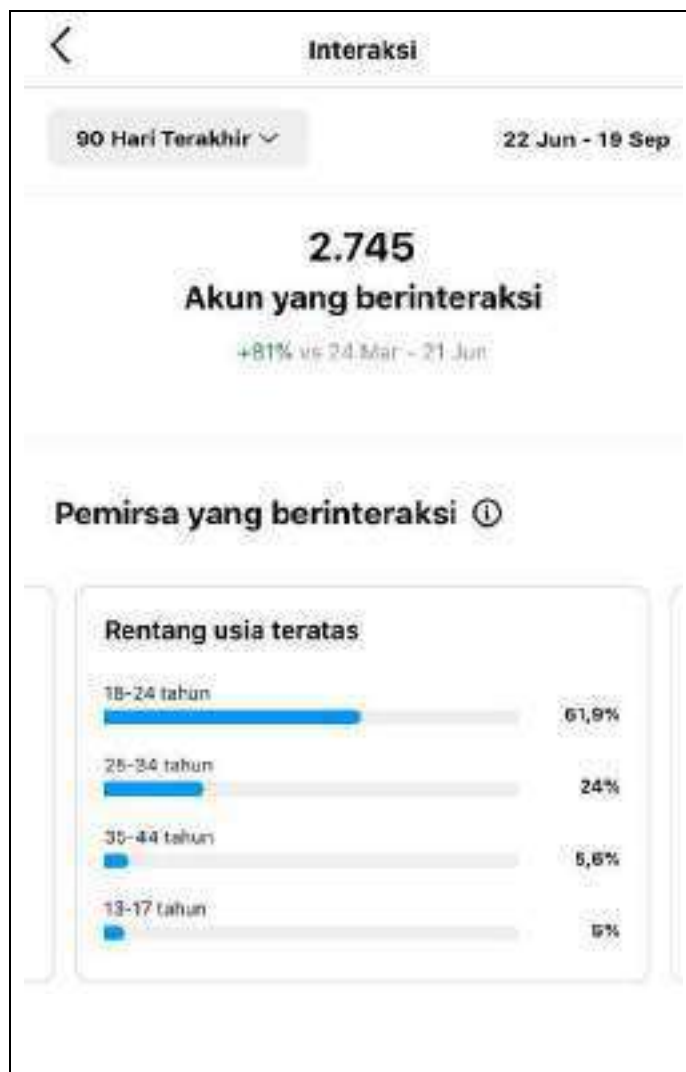 Interaksi
90 Hari Terakhir
22 Jun - 19 Sep
2.745
Akun yang berinteraksi
+81% vs 24 Mar - 21 Jun
Pemirsa yang berinteraksi
Rentang usia teratas
18-24 tahun
61,9%
25-34 tahun
24%
35-44 tahun
5,6%
13-17 tahun
5%